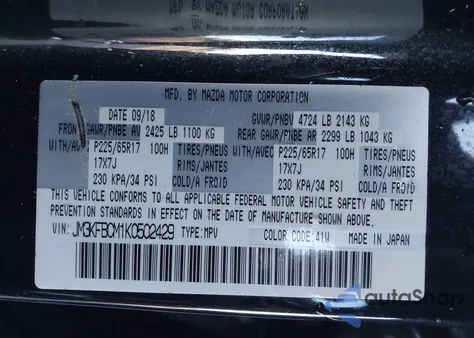 MFD. BY MAZDA MOTOR CORPORATION
DATE 09/18
GVWR/PNBV 4724 LB 2143 KG
FRONT GAWR/PNBE AV 2425 LB 1100 KG
REAR GAWR/PNBE AR 2299 LB 1043 KG
WITH/AVEC P225/65R17 100H TIRES/PNEUS
WITH/AVEC P225/65R17 100H TIRES/PNEUS
17X7J RIMS/JANTES
17X7J RIMS/JANTES
230 KPA/34 PSI COLD/A FROID
230 KPA/34 PSI COLD/A FROID
THIS VEHICLE CONFORMS TO ALL APPLICABLE FEDERAL MOTOR VEHICLE SAFETY AND THEFT
PREVENTION STANDARDS IN EFFECT ON THE DATE OF MANUFACTURE SHOWN ABOVE.
VIN: JM3KFBCM1K0502429 TYPE: MPV COLOR CODE: 41W MADE IN JAPAN
autoSnap